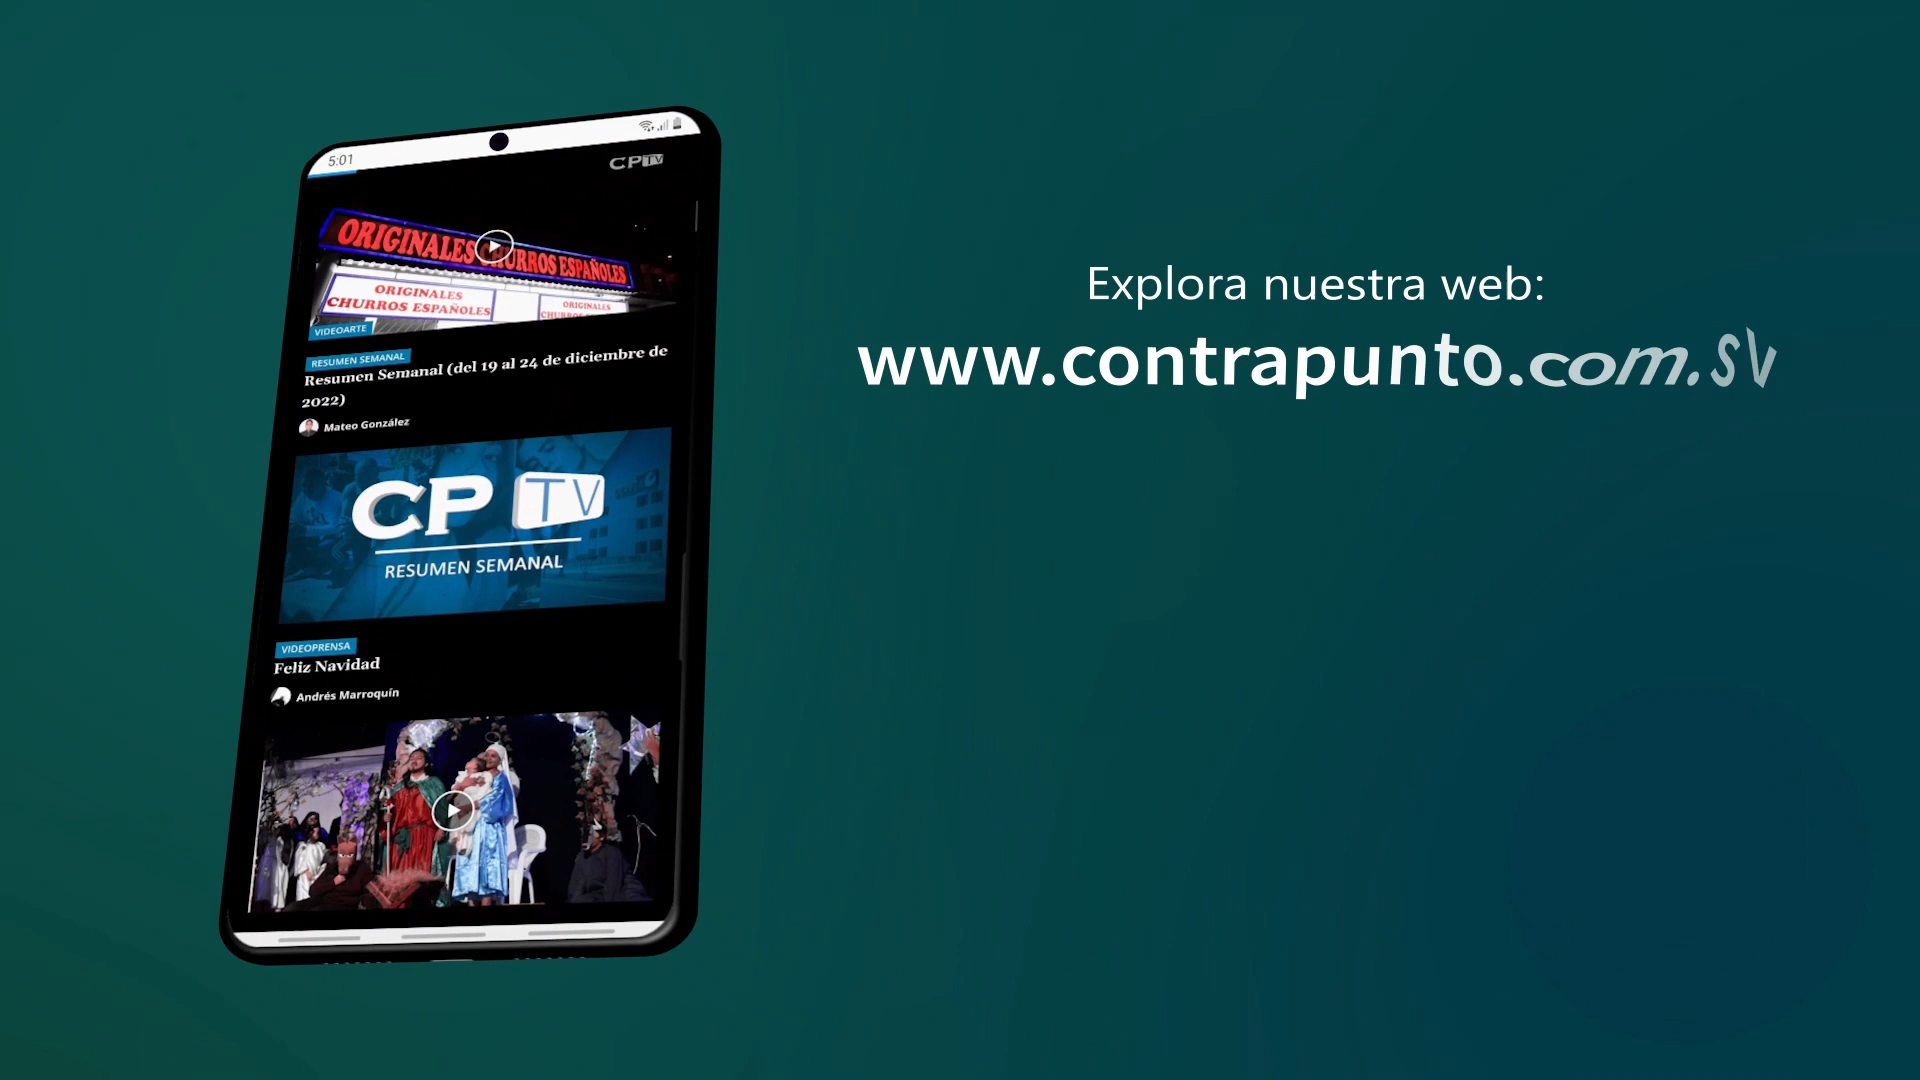 5:01
CP TV
ORIGINALES CHURROS ESPAÑOLES
ORIGINALES
CHURROS ESPAÑOLES
ORIGINALES
VIDEOARTE
RESUMEN SEMANAL
Resumen Semanal (del 19 al 24 de diciembre de
2022)
Mateo González
CP TV
RESUMEN SEMANAL
VIDEOPRENSA
Feliz Navidad
Andrés Marroquín
Explora nuestra web:
www.contrapunto.com.sv